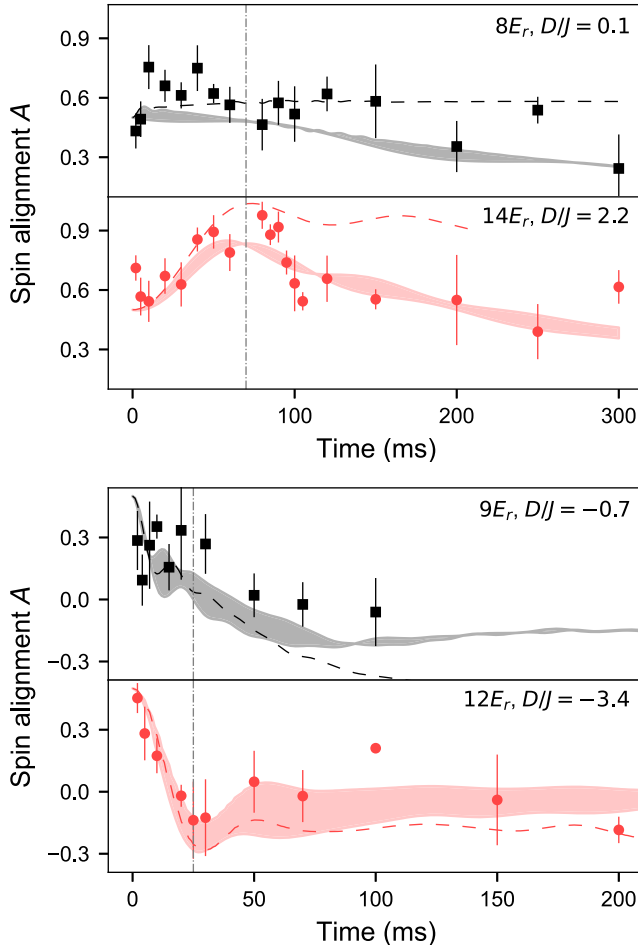 8E_r, D/J = 0.1
0.9
0.6
0.3
Spin alignment A
14E_r, D/J = 2.2
0.9
0.6
0.3
Spin alignment A
0 100 200 300
Time (ms)
9E_r, D/J = −0.7
0.3
0.0
−0.3
Spin alignment A
12E_r, D/J = −3.4
0.3
0.0
−0.3
0 50 100 150 200
Time (ms)